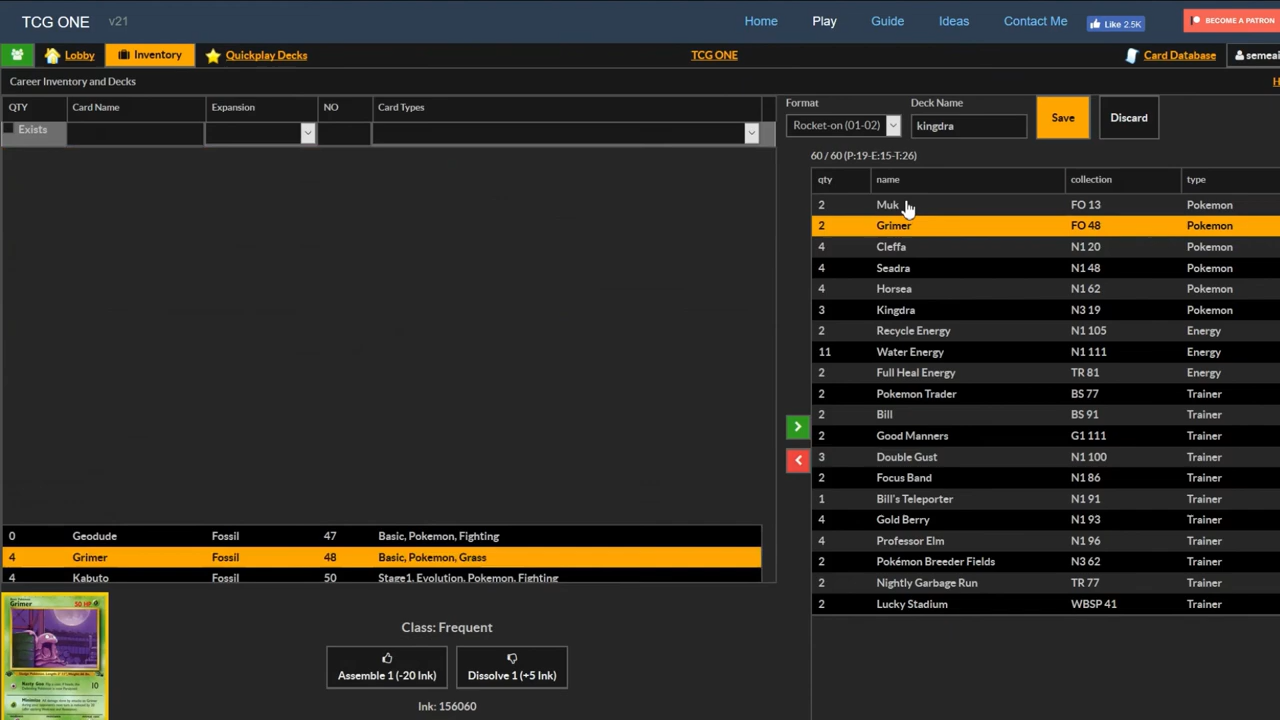 TCG ONE v21 Home Play Guide Ideas Contact Me Like 2.5K BECOME A PATRON
Lobby Inventory Quickplay Decks TCG ONE Card Database semeai
Career Inventory and Decks H
QTY Card Name Expansion NO Card Types
Exists
Format Deck Name
Rocket-on (01-02) kingdra Save Discard
60 / 60 (P:19-E:15-T:26)
qty name collection type
2 Muk FO 13 Pokemon
2 Grimer FO 48 Pokemon
4 Cleffa N1 20 Pokemon
4 Seadra N1 48 Pokemon
4 Horsea N1 62 Pokemon
3 Kingdra N3 19 Pokemon
2 Recycle Energy N1 105 Energy
11 Water Energy N1 111 Energy
2 Full Heal Energy TR 81 Energy
2 Pokemon Trader BS 77 Trainer
2 Bill BS 91 Trainer
2 Good Manners G1 111 Trainer
3 Double Gust N1 100 Trainer
2 Focus Band N1 86 Trainer
1 Bill's Teleporter N1 91 Trainer
4 Gold Berry N1 93 Trainer
4 Professor Elm N1 96 Trainer
2 Pokémon Breeder Fields N3 62 Trainer
2 Nightly Garbage Run TR 77 Trainer
2 Lucky Stadium WBSP 41 Trainer
0 Geodude Fossil 47 Basic, Pokemon, Fighting
4 Grimer Fossil 48 Basic, Pokemon, Grass
4 Kabuto Fossil 50 Stage1, Evolution, Pokemon, Fighting
Grimer 50 HP
Nasty Goo
10
Minimize
Class: Frequent
Assemble 1 (-20 Ink) Dissolve 1 (+5 Ink)
Ink: 156060